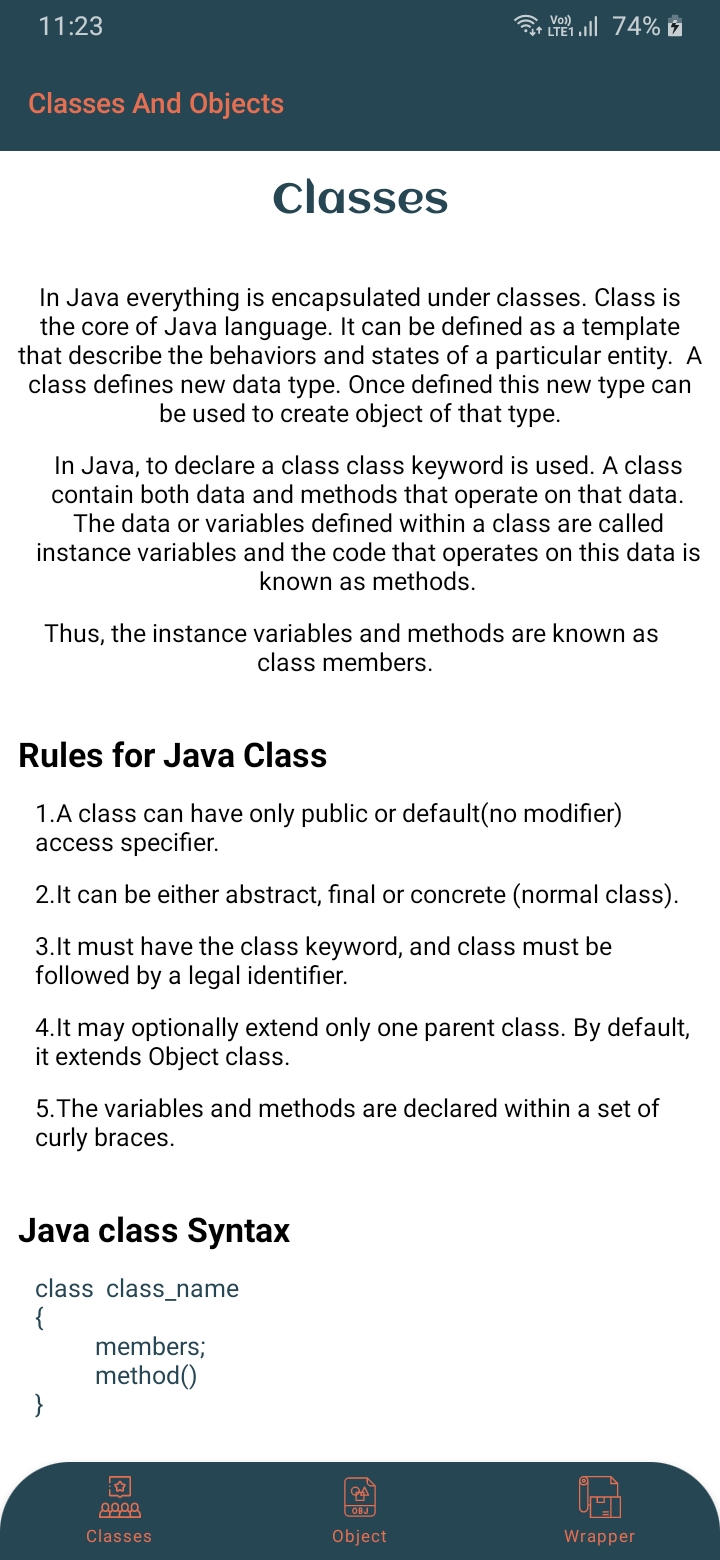 11:23
Vo))
LTE1
74%
Classes And Objects
Classes
In Java everything is encapsulated under classes. Class is
the core of Java language. It can be defined as a template
that describe the behaviors and states of a particular entity.  A
class defines new data type. Once defined this new type can
be used to create object of that type.
In Java, to declare a class class keyword is used. A class
contain both data and methods that operate on that data.
The data or variables defined within a class are called
instance variables and the code that operates on this data is
known as methods.
Thus, the instance variables and methods are known as
class members.
Rules for Java Class
1.A class can have only public or default(no modifier)
access specifier.
2.It can be either abstract, final or concrete (normal class).
3.It must have the class keyword, and class must be
followed by a legal identifier.
4.It may optionally extend only one parent class. By default,
it extends Object class.
5.The variables and methods are declared within a set of
curly braces.
Java class Syntax
class  class_name
{
members;
method()
}
OBJ
Classes
Object
Wrapper